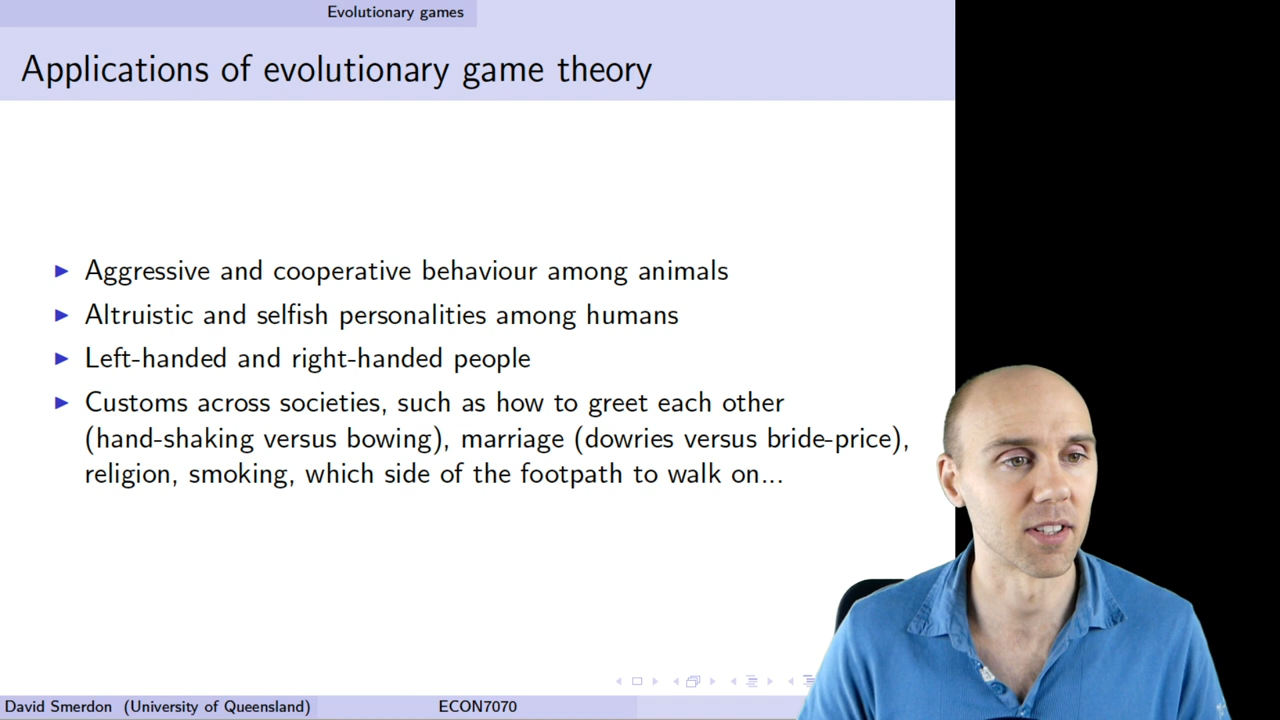 Evolutionary games
Applications of evolutionary game theory
Aggressive and cooperative behaviour among animals
Altruistic and selfish personalities among humans
Left-handed and right-handed people
Customs across societies, such as how to greet each other
(hand-shaking versus bowing), marriage (dowries versus bride-price),
religion, smoking, which side of the footpath to walk on...
David Smerdon (University of Queensland)
ECON7070